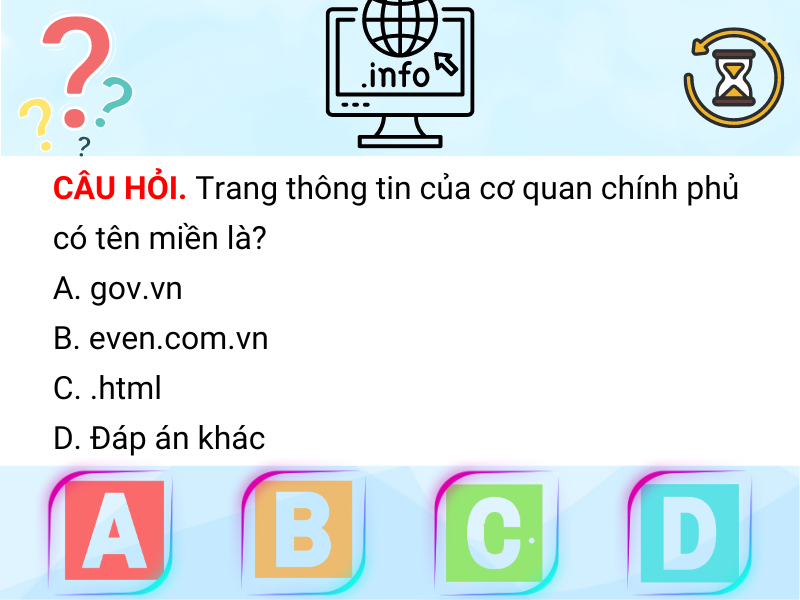 .info
CÂU HỎI. Trang thông tin của cơ quan chính phủ
có tên miền là?
A. gov.vn
B. even.com.vn
C. .html
D. Đáp án khác
A B C. D